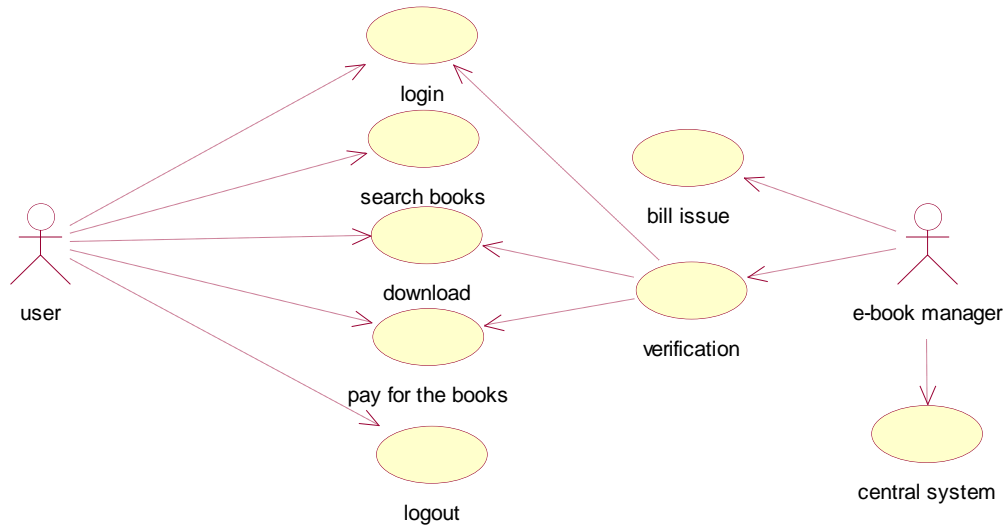 login
search books
bill issue
user
download
e-book manager
verification
pay for the books
central system
logout